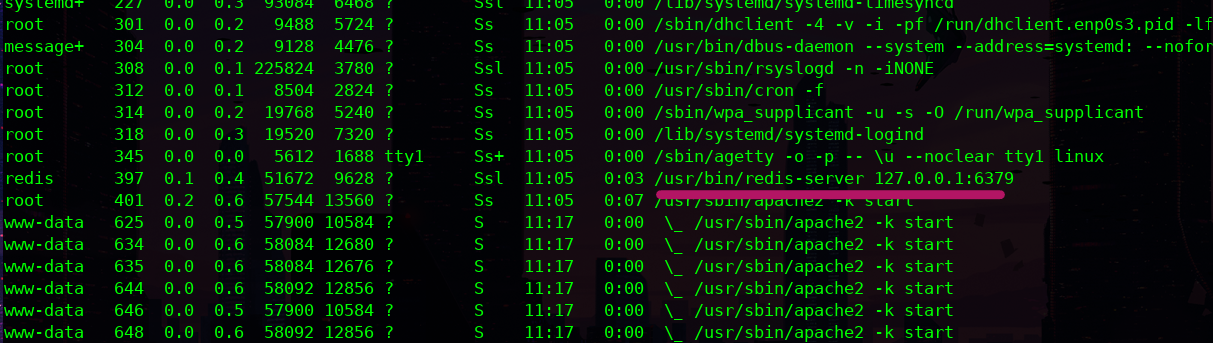 systemd+ 227 0.0 0.3 93084 6468 ? Ssl 11:05 0:00 /lib/systemd/systemd-timesyncd
root 301 0.0 0.2 9488 5724 ? Ss 11:05 0:00 /sbin/dhclient -4 -v -i -pf /run/dhclient.enp0s3.pid -lf
message+ 304 0.0 0.2 9128 4476 ? Ss 11:05 0:00 /usr/bin/dbus-daemon --system --address=systemd: --nofor
root 308 0.0 0.1 225824 3780 ? Ssl 11:05 0:00 /usr/sbin/rsyslogd -n -iNONE
root 312 0.0 0.1 8504 2824 ? Ss 11:05 0:00 /usr/sbin/cron -f
root 314 0.0 0.2 19768 5240 ? Ss 11:05 0:00 /sbin/wpa_supplicant -u -s -O /run/wpa_supplicant
root 318 0.0 0.3 19520 7320 ? Ss 11:05 0:00 /lib/systemd/systemd-logind
root 345 0.0 0.0 5612 1688 tty1 Ss+ 11:05 0:00 /sbin/agetty -o -p -- \u --noclear tty1 linux
redis 397 0.1 0.4 51672 9628 ? Ssl 11:05 0:03 /usr/bin/redis-server 127.0.0.1:6379
root 401 0.2 0.6 57544 13560 ? Ss 11:05 0:07 /usr/sbin/apache2 -k start
www-data 625 0.0 0.5 57900 10584 ? S 11:17 0:00 \_ /usr/sbin/apache2 -k start
www-data 634 0.0 0.6 58084 12680 ? S 11:17 0:00 \_ /usr/sbin/apache2 -k start
www-data 635 0.0 0.6 58084 12676 ? S 11:17 0:00 \_ /usr/sbin/apache2 -k start
www-data 644 0.0 0.6 58092 12856 ? S 11:17 0:00 \_ /usr/sbin/apache2 -k start
www-data 646 0.0 0.5 57900 10584 ? S 11:17 0:00 \_ /usr/sbin/apache2 -k start
www-data 648 0.0 0.6 58092 12856 ? S 11:17 0:00 \_ /usr/sbin/apache2 -k start